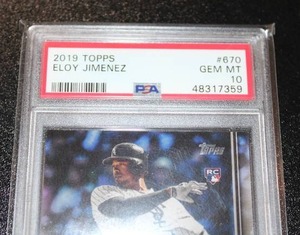 2019 TOPPS #670
ELOY JIMENEZ GEM MT
PSA 10
48317359
Topps
RC